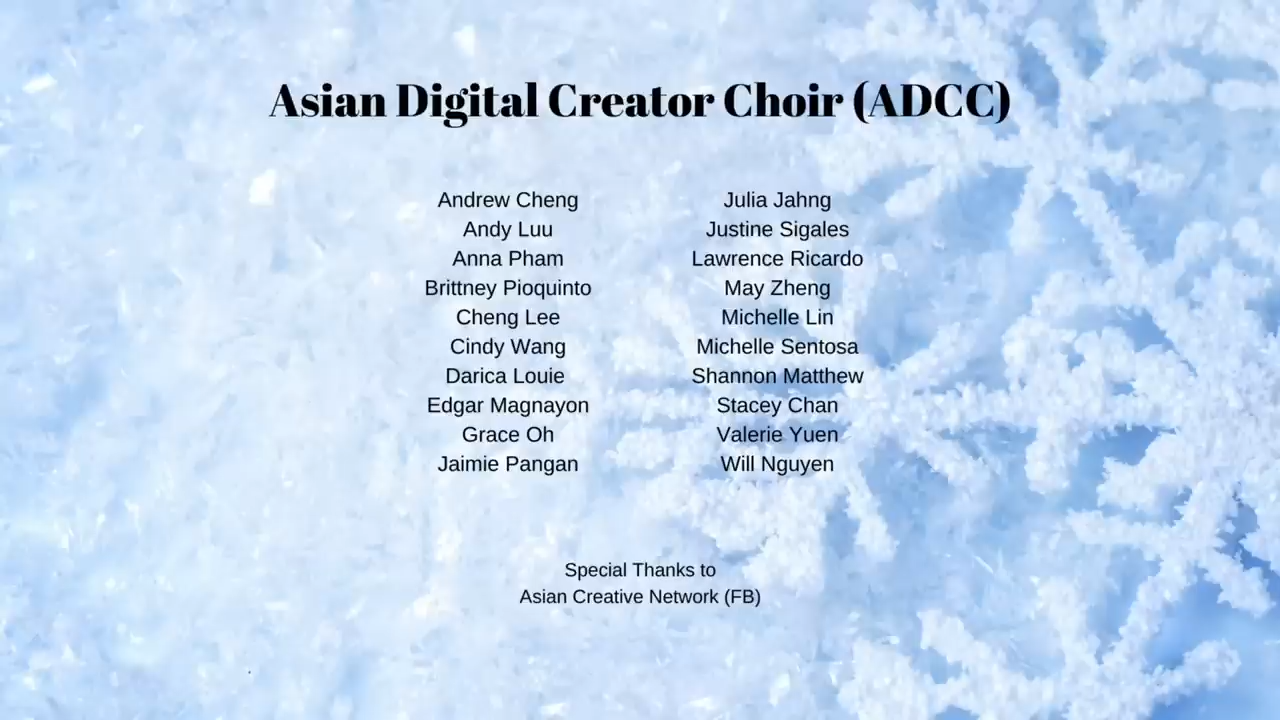 Asian Digital Creator Choir (ADCC)
Andrew Cheng
Andy Luu
Anna Pham
Brittney Pioquinto
Cheng Lee
Cindy Wang
Darica Louie
Edgar Magnayon
Grace Oh
Jaimie Pangan
Julia Jahng
Justine Sigales
Lawrence Ricardo
May Zheng
Michelle Lin
Michelle Sentosa
Shannon Matthew
Stacey Chan
Valerie Yuen
Will Nguyen
Special Thanks to
Asian Creative Network (FB)